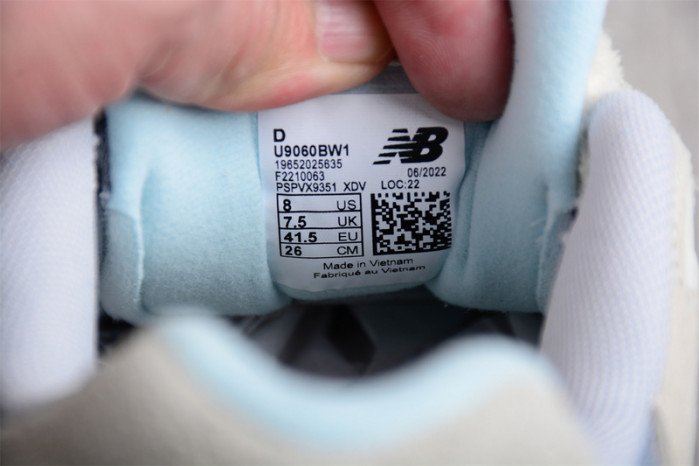 D
U9060BW1
NB
19652025635
F2210063
06/2022
PSPVX9351 XDV LOC:22
8 US
7.5 UK
41.5 EU
26 CM
Made in Vietnam
Fabriqué au Vietnam